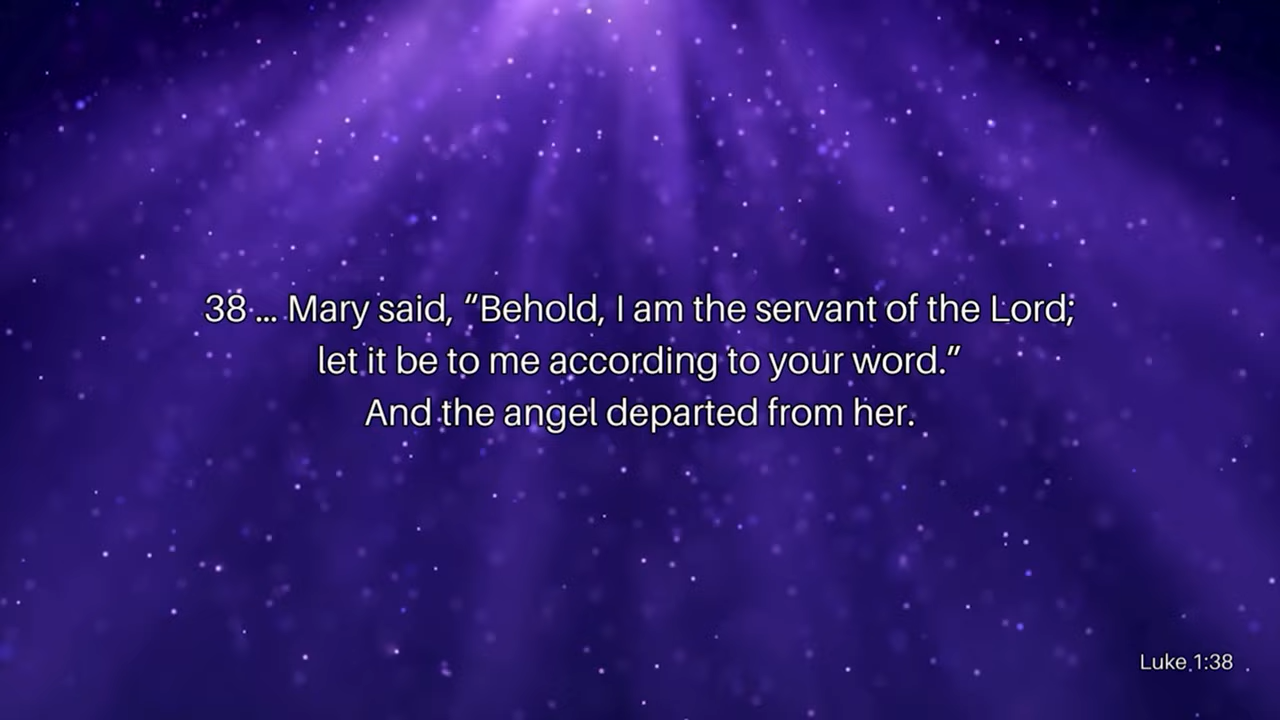 38 ... Mary said, “Behold, I am the servant of the Lord;
let it be to me according to your word.”
And the angel departed from her.
Luke 1:38